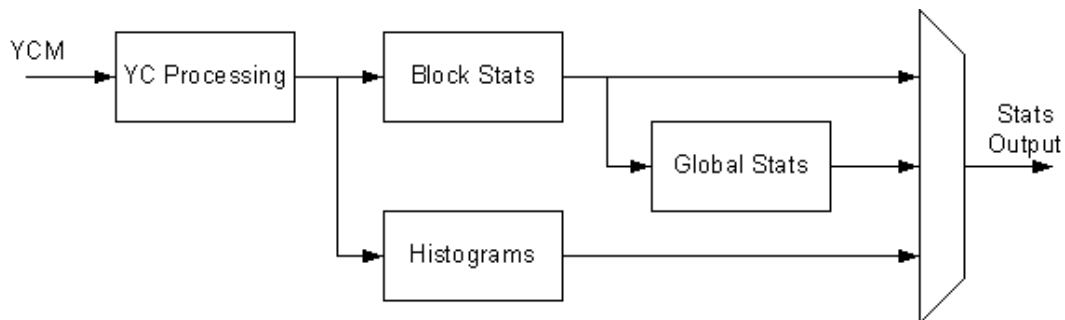 YCM
YC Processing
Block Stats
Global Stats
Histograms
Stats
Output